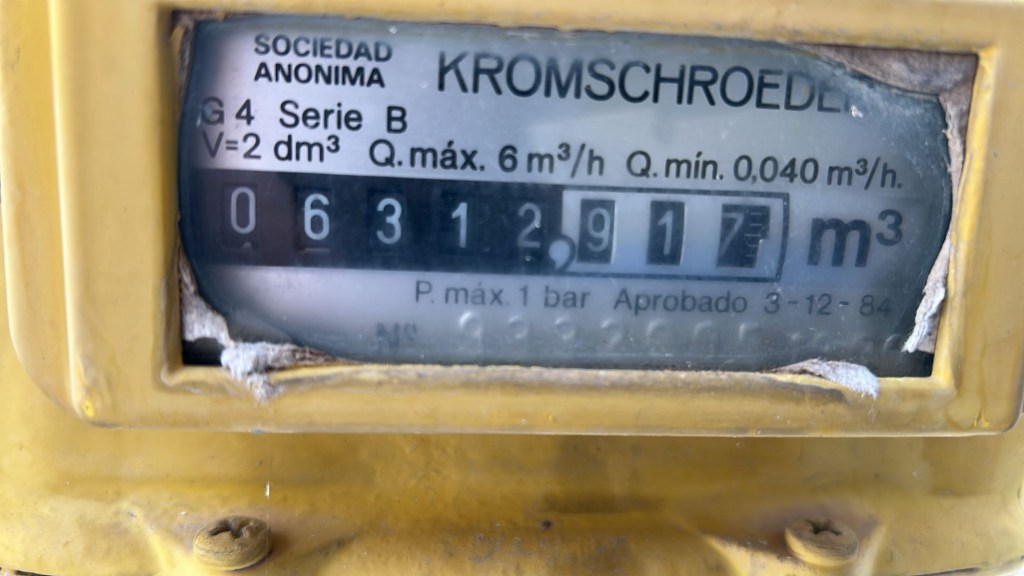 SOCIEDAD
ANONIMA
KROMSCHROEDE
G 4 Serie B
V=2 dm³ Q.máx. 6 m³/h Q.mín. 0,040 m³/h.
06312,917 m³
P. máx. 1 bar Aprobado 3-12-84
Nº